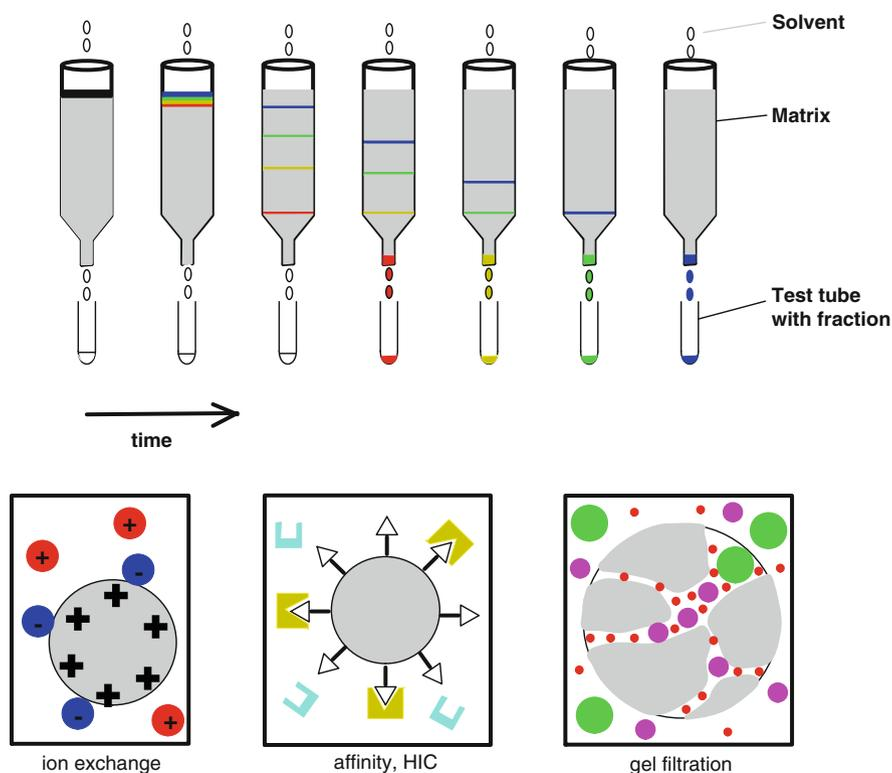 Solvent
Matrix
Test tube
with fraction
time
+
+
-
-
-
+
ion exchange
affinity, HIC
gel filtration